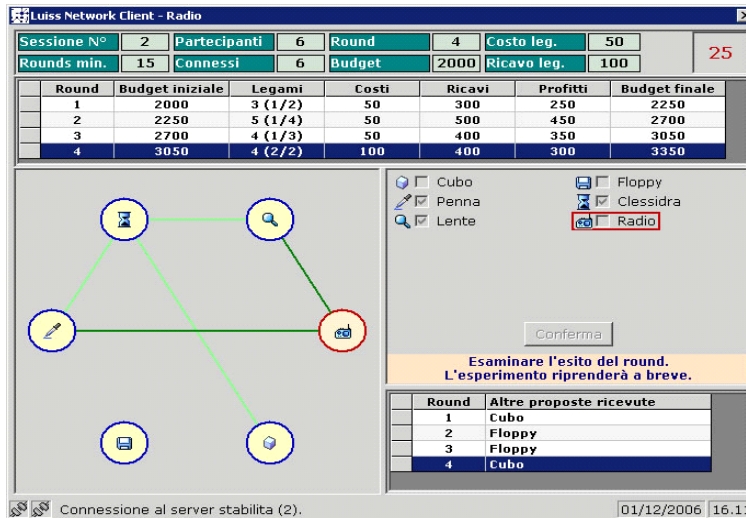 Luiss Network Client - Radio
Sessione N° 2 Partecipanti 6 Round 4 Costo leg. 50
25
Rounds min. 15 Connessi 6 Budget 2000 Ricavo leg. 100
Round Budget iniziale Legami Costi Ricavi Profitti Budget finale
1 2000 3 (1/2) 50 300 250 2250
2 2250 5 (1/4) 50 500 450 2700
3 2700 4 (1/3) 50 400 350 3050
4 3050 4 (2/2) 100 400 300 3350
Cubo Floppy
Penna Clessidra
Lente Radio
Conferma
Esaminare l'esito del round.
L'esperimento riprenderà a breve.
Round Altre proposte ricevute
1 Cubo
2 Floppy
3 Floppy
4 Cubo
Connessione al server stabilita (2). 01/12/2006